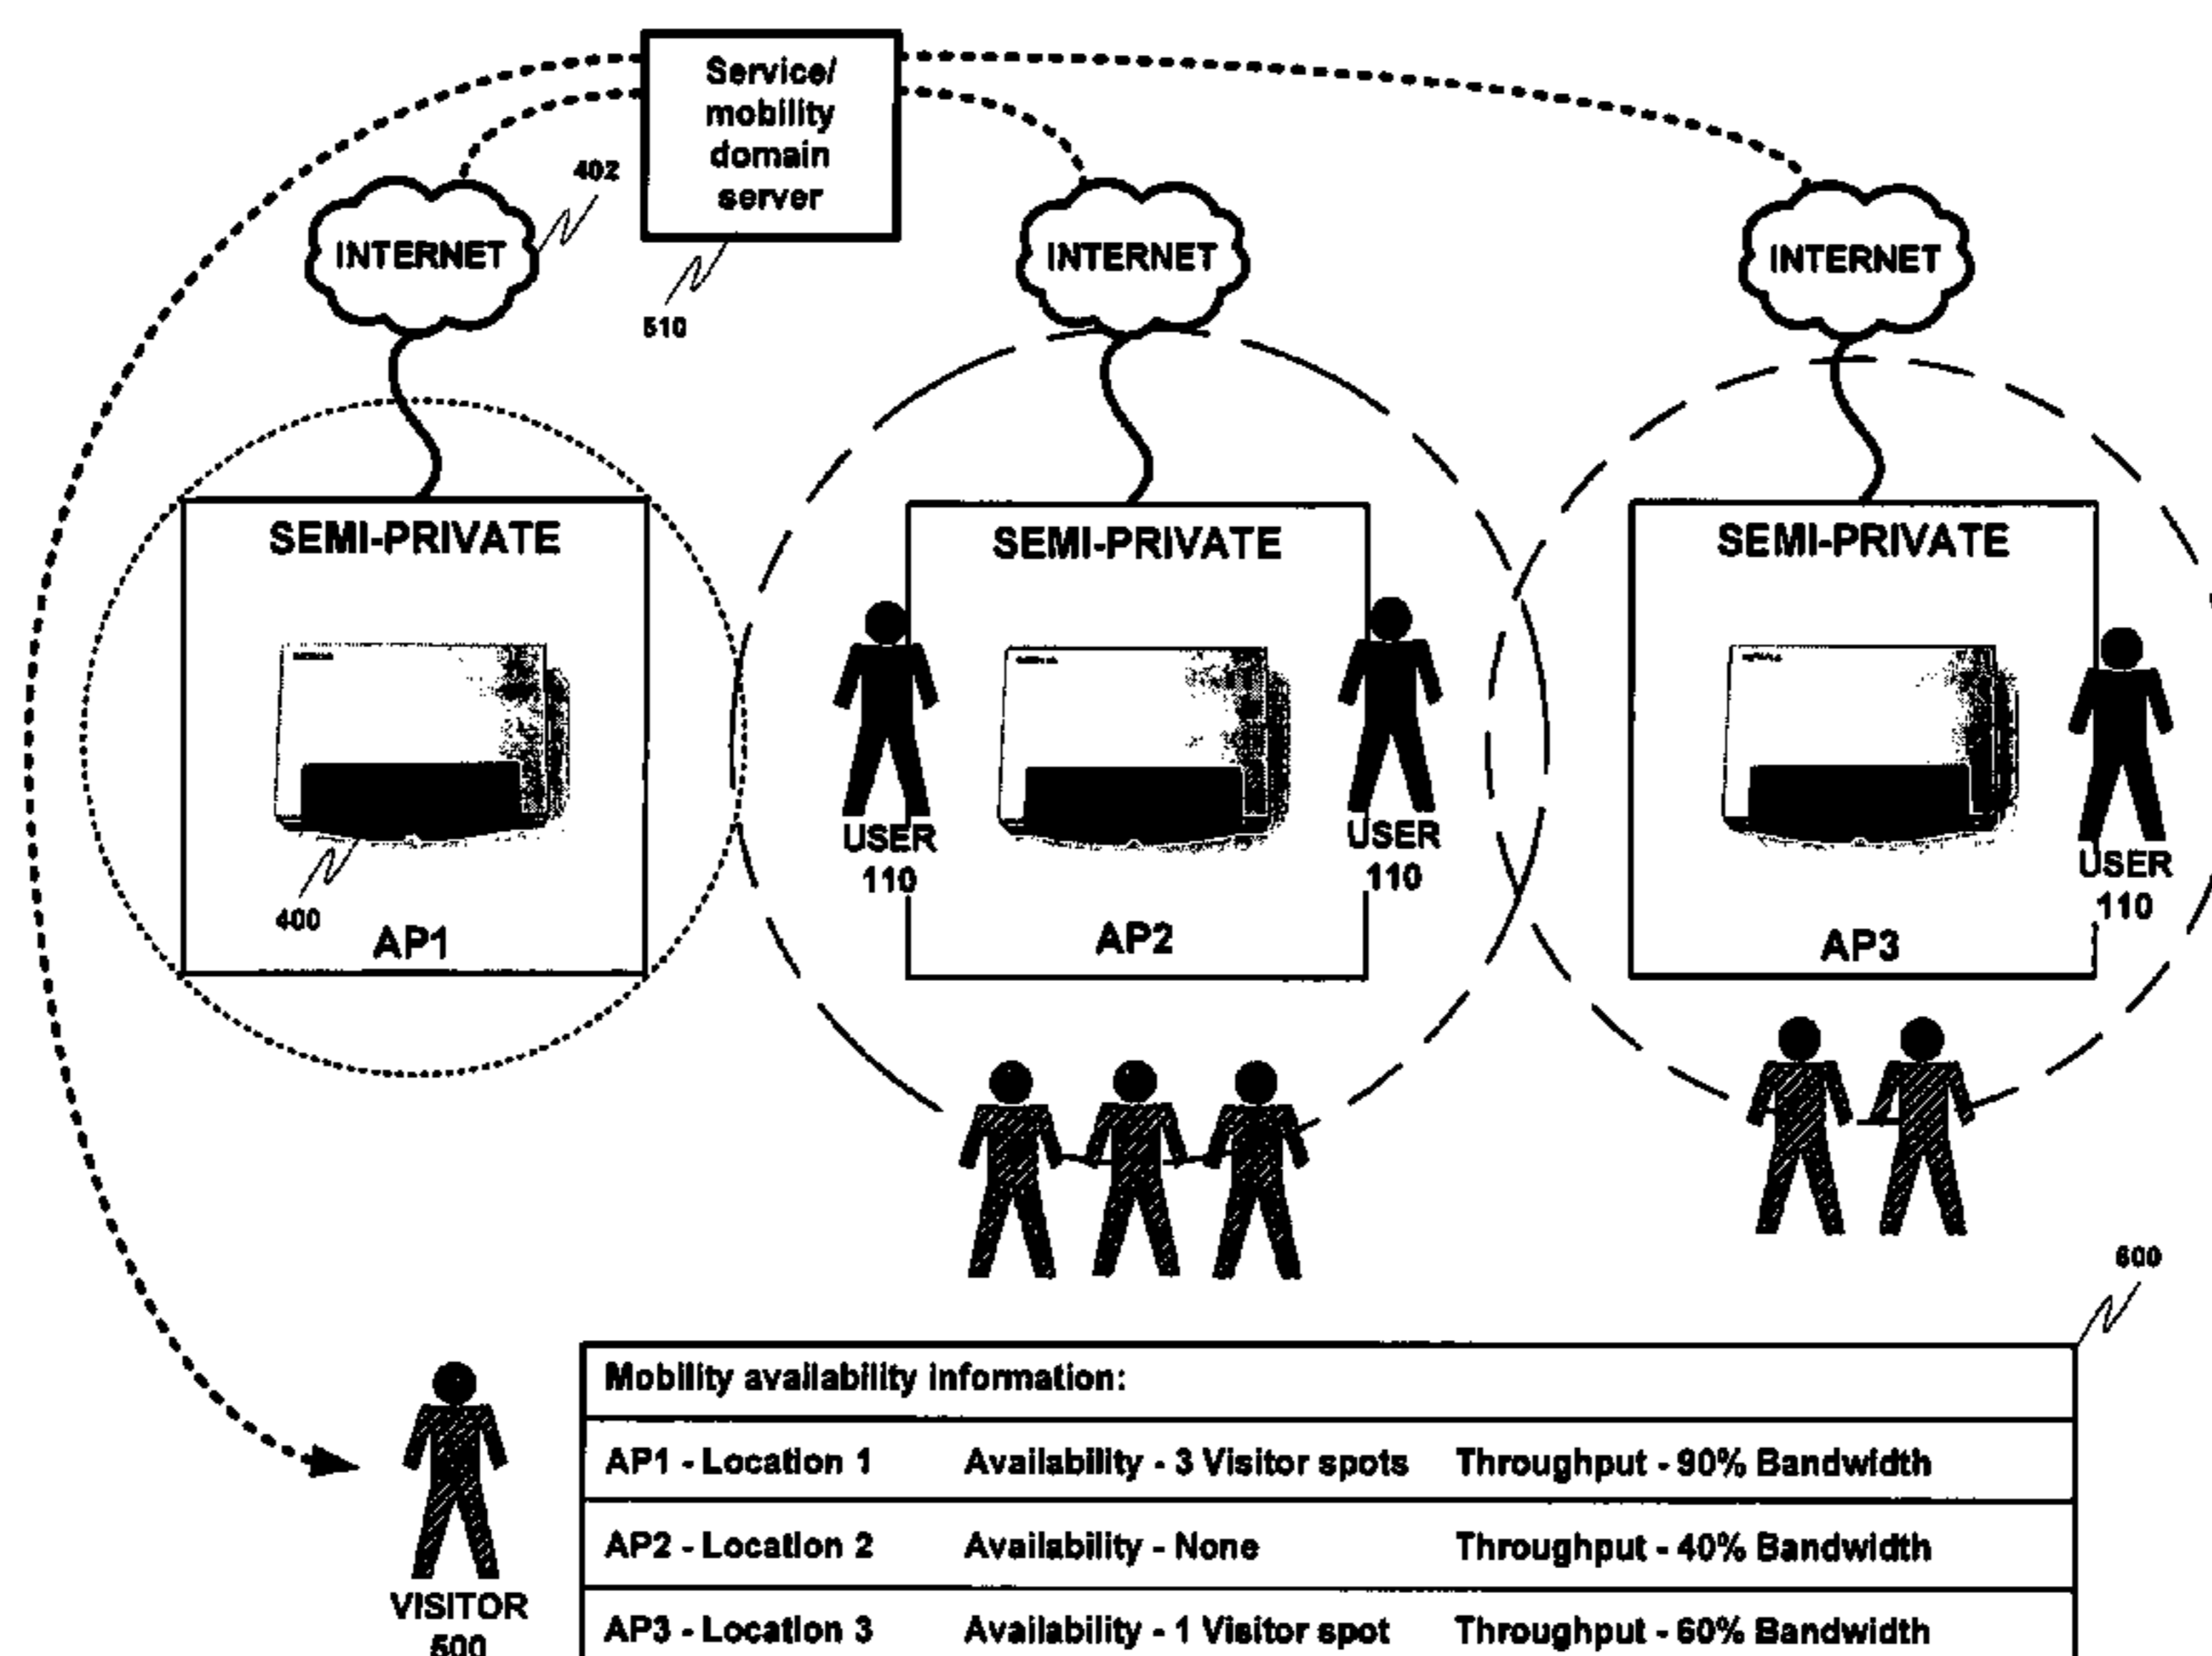 Service/
mobility
domain
server
402
510
INTERNET
INTERNET
INTERNET
SEMI-PRIVATE
SEMI-PRIVATE
SEMI-PRIVATE
USER
110
USER
110
USER
110
400
AP1
AP2
AP3
600
Mobility availability information:
AP1 - Location 1 Availability - 3 Visitor spots Throughput - 90% Bandwidth
AP2 - Location 2 Availability - None Throughput - 40% Bandwidth
AP3 - Location 3 Availability - 1 Visitor spot Throughput - 60% Bandwidth
VISITOR
500